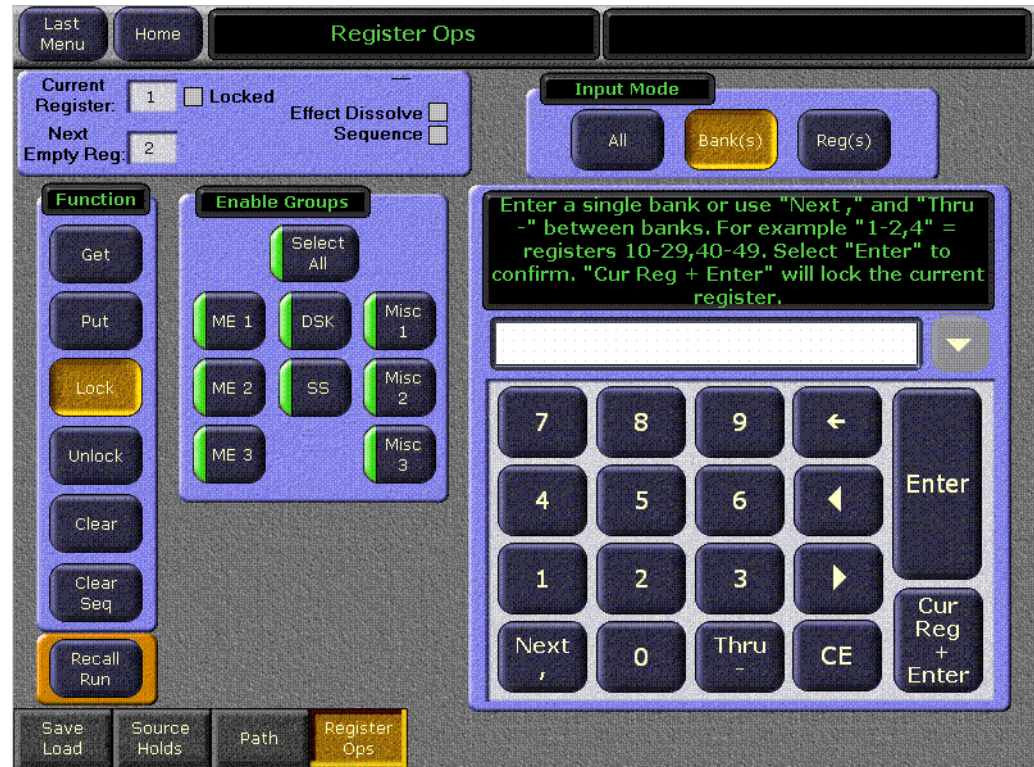 Last
Menu
Home
Register Ops
Current
Register:
1
Locked
Effect Dissolve
Next
Empty Reg:
2
Sequence
Input Mode
All
Bank(s)
Reg(s)
Function
Get
Put
Lock
Unlock
Clear
Clear
Seq
Recall
Run
Enable Groups
Select
All
ME 1
DSK
Misc
1
ME 2
SS
Misc
2
ME 3
Misc
3
Enter a single bank or use "Next ," and "Thru
-" between banks. For example "1-2,4" =
registers 10-29,40-49. Select "Enter" to
confirm. "Cur Reg + Enter" will lock the current
register.
7
8
9
4
5
6
Enter
1
2
3
Next
,
0
Thru
-
CE
Cur
Reg
+
Enter
Save
Load
Source
Holds
Path
Register
Ops